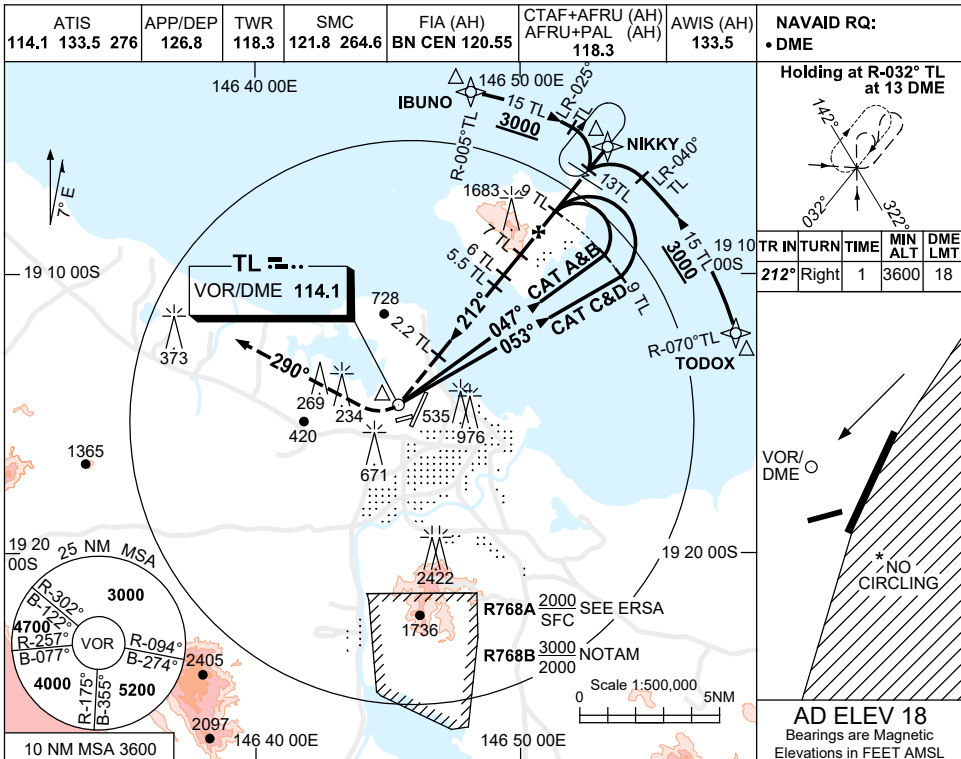 ATIS
114.1 133.5 276
APP/DEP
126.8
TWR
118.3
SMC
121.8 264.6
FIA (AH)
BN CEN 120.55
CTAF+AFRU (AH)
AFRU+PAL (AH)
118.3
AWIS (AH)
133.5
NAVAID RQ:
• DME
146 40 00E
146 50 00E
IBUNO
15 TL
3000
LR-025°
TL
R-005°TL
NIKKY
LR-040°
TL
13TL
9 TL
1683
7° E
7 TL
6 TL
5.5 TL
15 TL
3000
19 10
00S
19 10 00S
TL
VOR/DME 114.1
728
2.2 TL
212°
047° CAT A&B
053° CAT C&D
9 TL
R-070°TL
TODOX
373
290°
269
234
420
535
976
671
1365
19 20
00S
19 20 00S
25 NM MSA
3000
R-302°
B-122°
4700
R-257°
B-077°
VOR
R-094°
B-274°
4000
R-175°
B-355°
5200
2405
2097
2422
1736
R768A 2000
SFC
SEE ERSA
R768B 3000
2000
NOTAM
Scale 1:500,000
0
5NM
10 NM MSA 3600
146 40 00E
146 50 00E
Holding at R-032° TL
at 13 DME
142°
032°
322°
TR IN
TURN
TIME
MIN
ALT
DME
LMT
212°
Right
1
3600
18
VOR/
DME
*NO
CIRCLING
AD ELEV 18
Bearings are Magnetic
Elevations in FEET AMSL